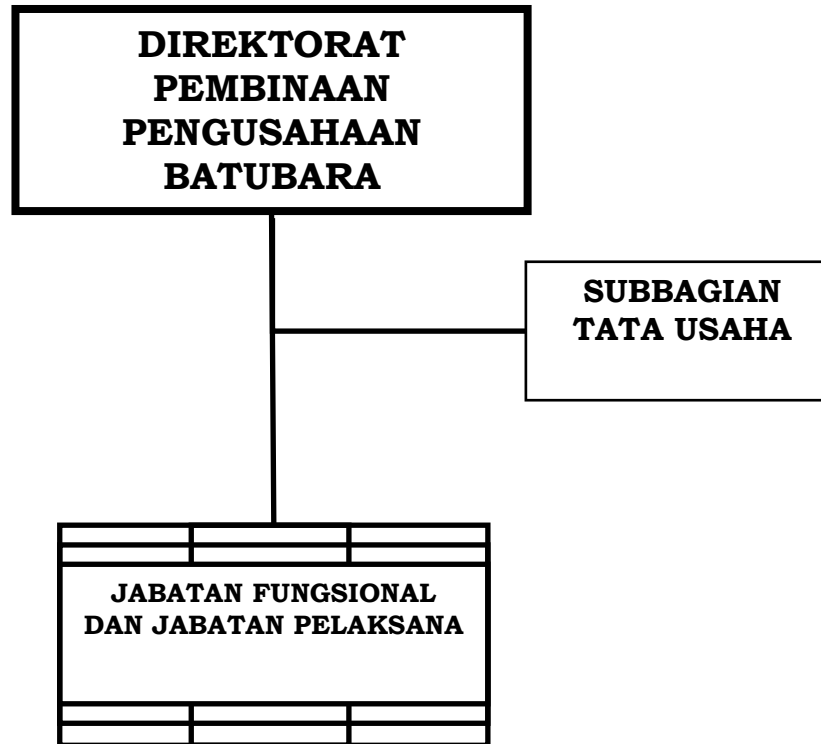 DIREKTORAT
PEMBINAAN
PENGUSAHAAN
BATUBARA
SUBBAGIAN
TATA USAHA
JABATAN FUNGSIONAL
DAN JABATAN PELAKSANA